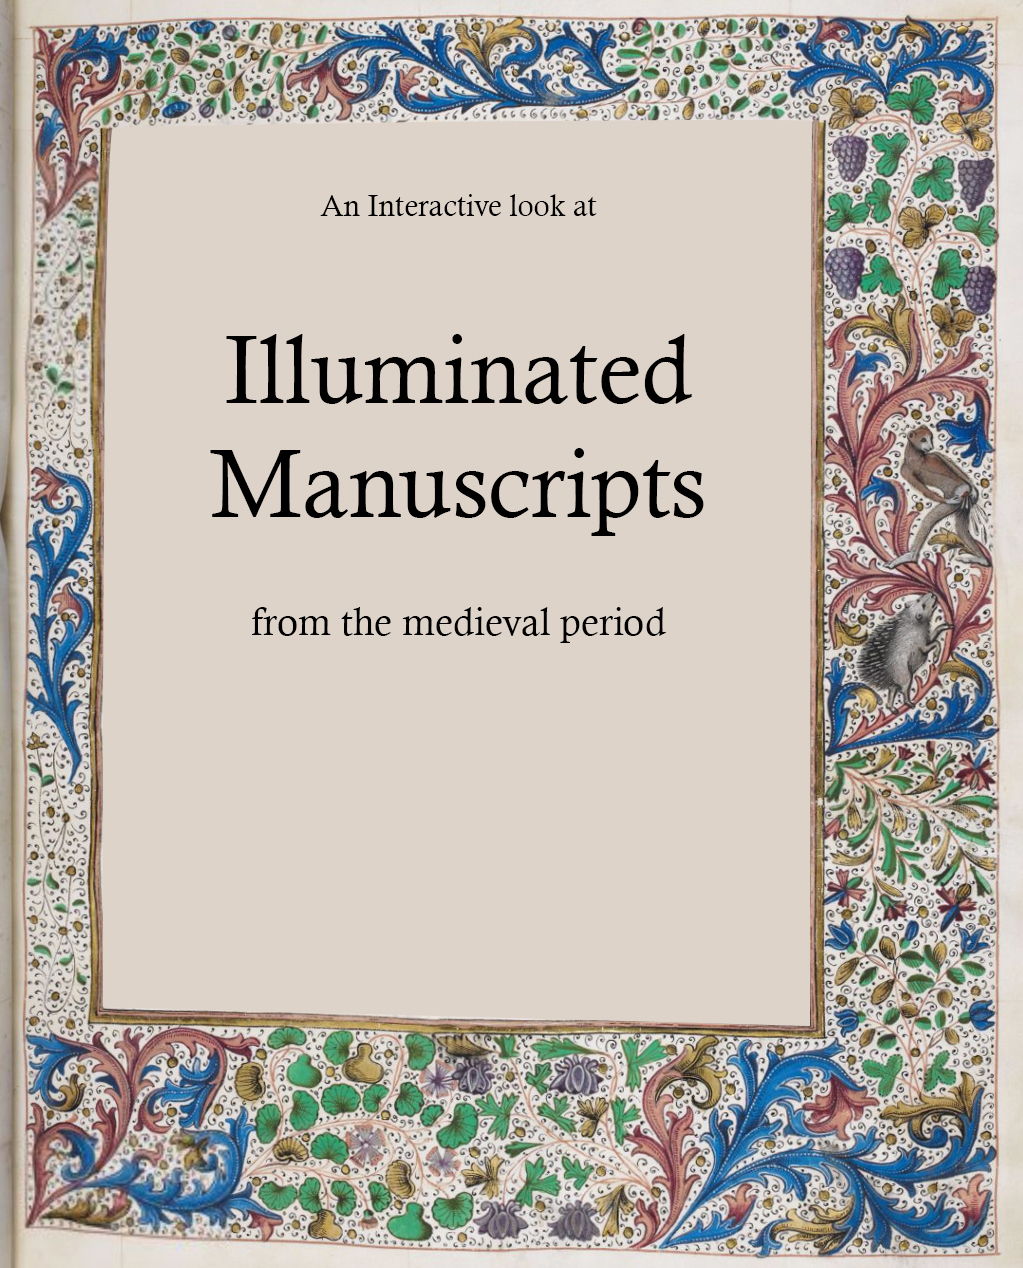 An Interactive look at
Illuminated
Manuscripts
from the medieval period